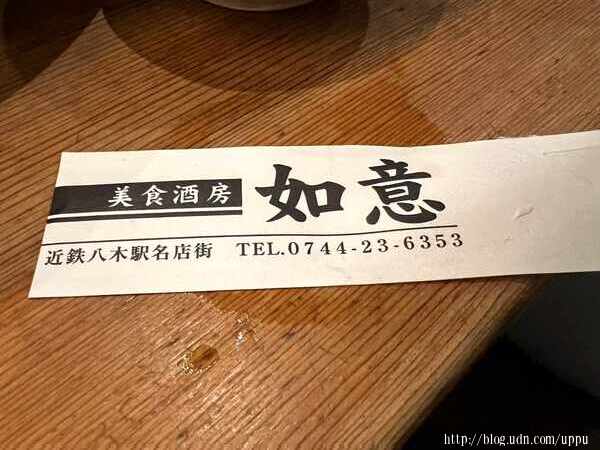 美食酒房 如意
近鉄八木駅名店街 TEL.0744-23-6353
http://blog.udn.com/uppu